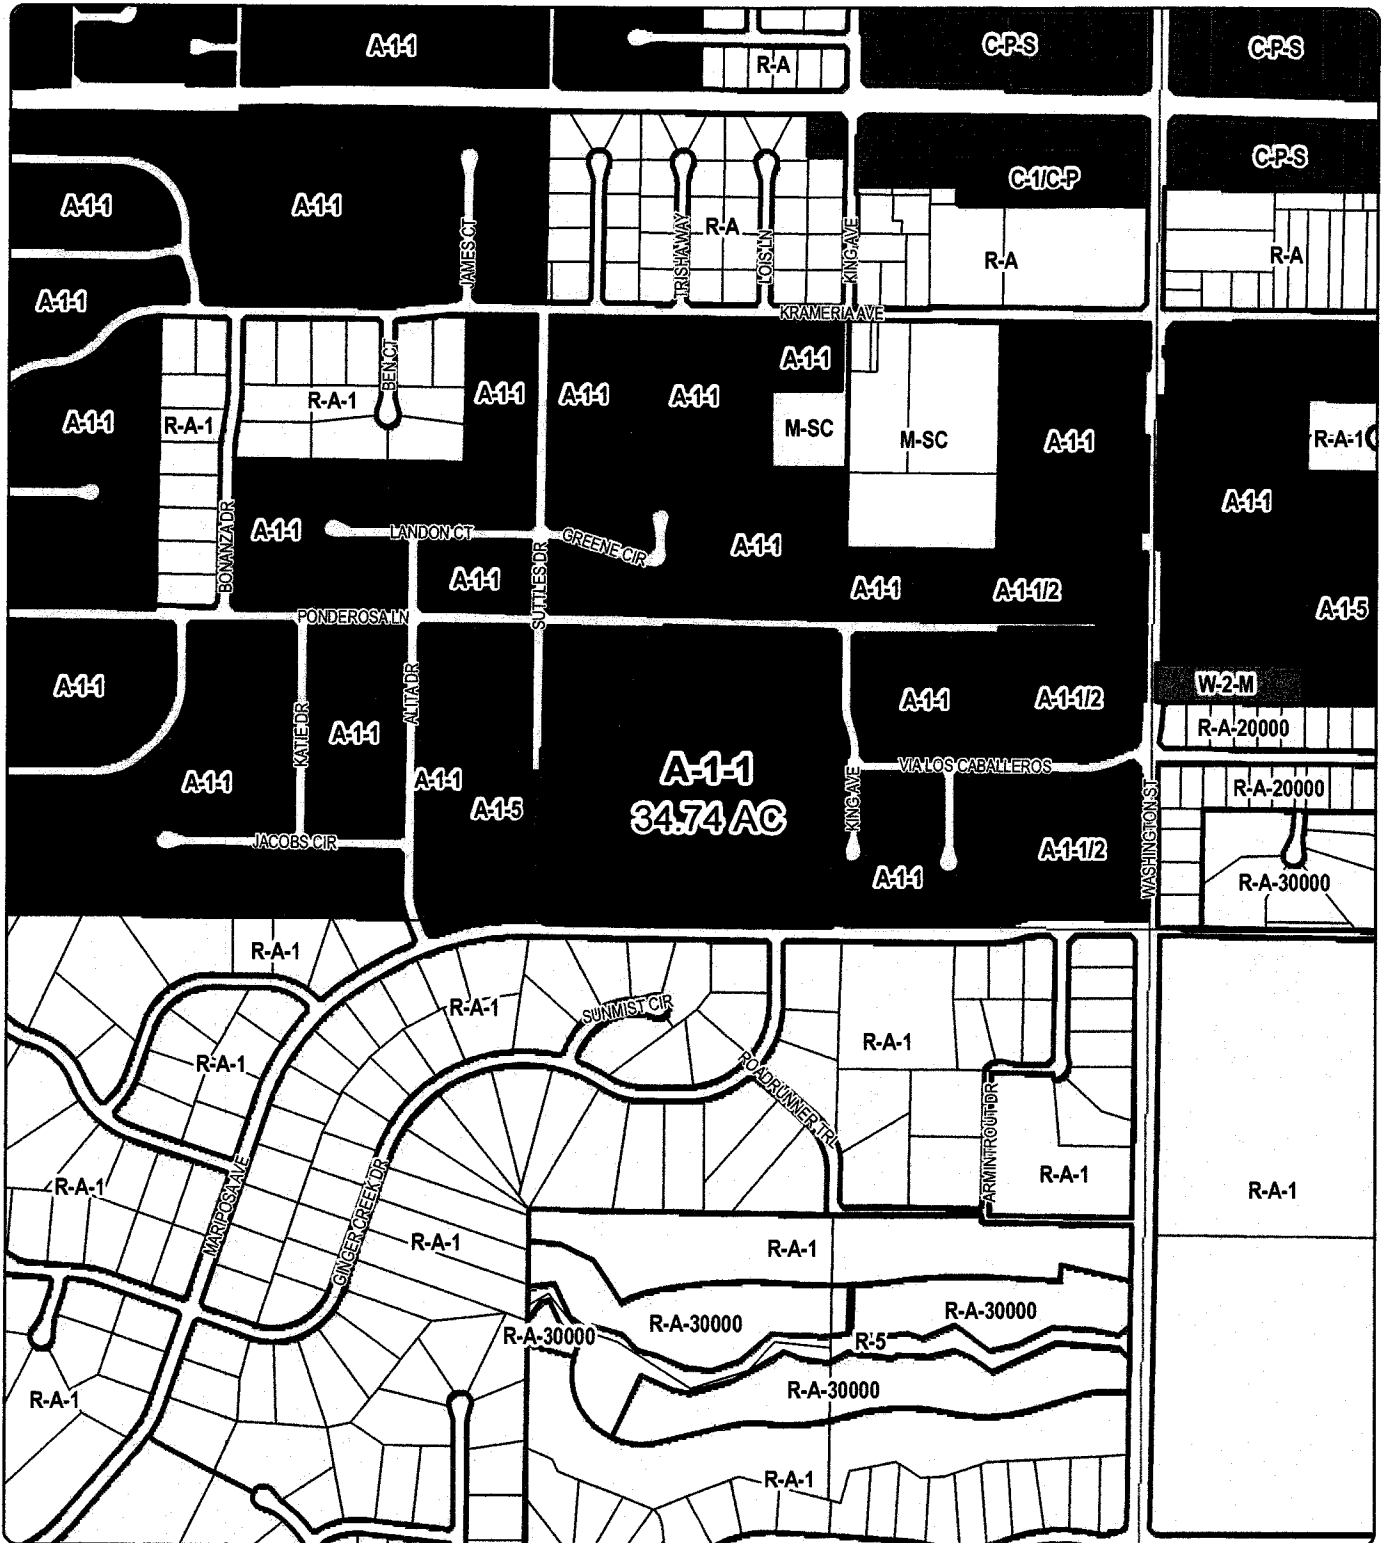 A-1-1
C-P-S
C-P-S
R-A
C-P-S
C-1/C-P
A-1-1
A-1-1
JAMES CT
TRISHA WAY
R-A
LOIS LN
KING AVE
R-A
R-A
A-1-1
KRAMERIA AVE
A-1-1
BEN CT
R-A-1
A-1-1
A-1-1
A-1-1
A-1-1
R-A-1
M-SC
M-SC
A-1-1
R-A-1
A-1-1
BONANZA DR
A-1-1
LANDON CT
GREENE CIR
A-1-1
SUTTLES DR
A-1-1
A-1-1
A-1-1/2
A-1-5
PONDEROSA LN
A-1-1
KATIE DR
A-1-1
ALITA DR
A-1-1
A-1-1/2
W-2-M
R-A-20000
A-1-1
A-1-1
A-1-5
A-1-1
34.74 AC
KING AVE
VIA LOS CABALLEROS
WASHINGTON ST
R-A-20000
JACOBS CIR
A-1-1
A-1-1/2
R-A-30000
R-A-1
R-A-1
SUNMIST CIR
R-A-1
R-A-1
ROADRUNNER TRL
ARMINTROUT DR
R-A-1
R-A-1
MARIPOSA AVE
R-A-1
GINGER CREEK DR
R-A-1
R-A-1
R-A-30000
R-A-30000
R-A-30000
R-5
R-A-30000
R-A-1
R-A-1